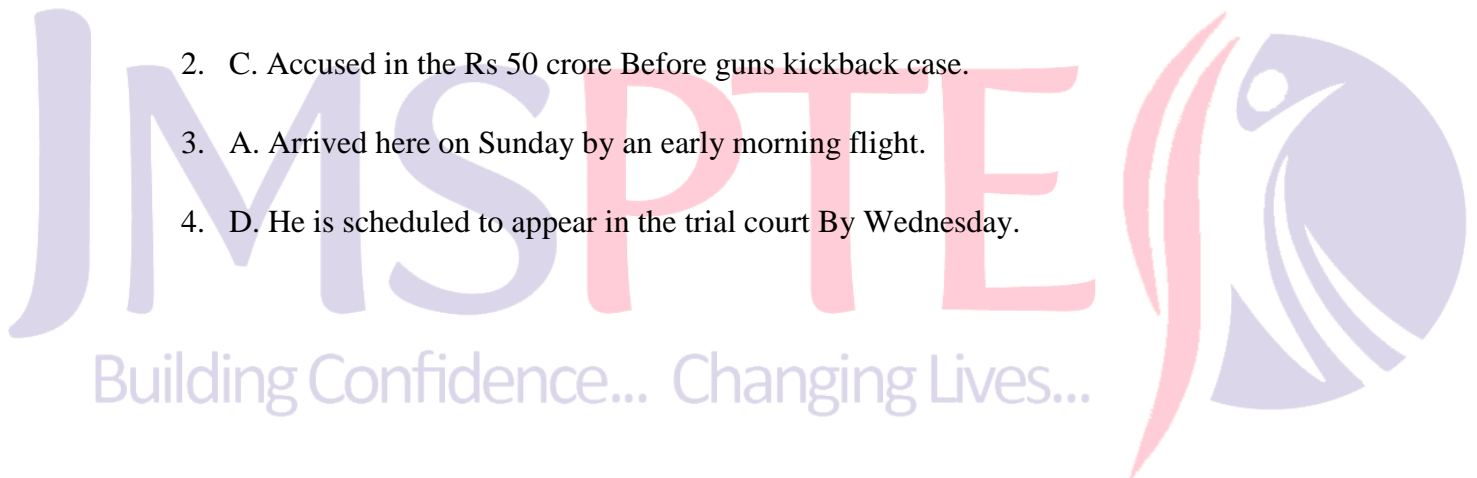 2. C. Accused in the Rs 50 crore Before guns kickback case.
3. A. Arrived here on Sunday by an early morning flight.
4. D. He is scheduled to appear in the trial court By Wednesday.
JMSPTE
Building Confidence... Changing Lives...